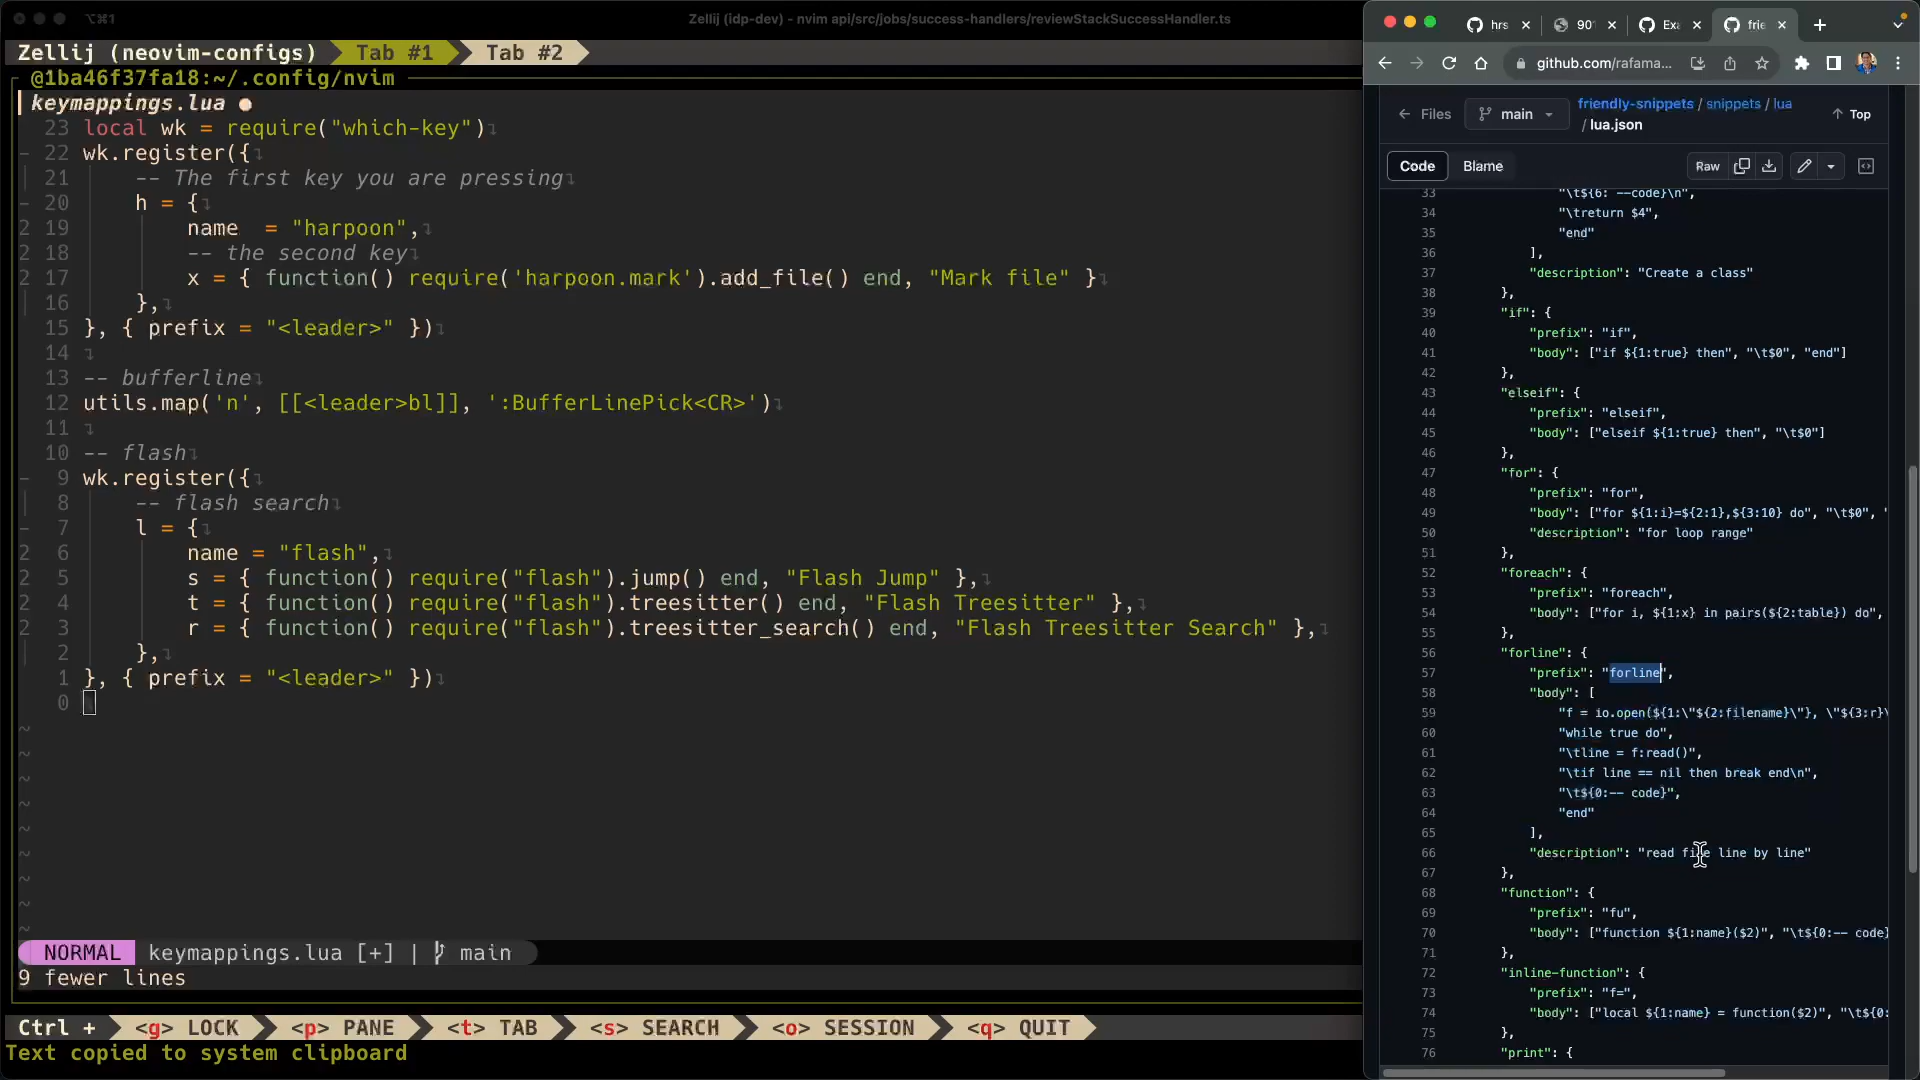 ⌥⌘1
Zellij (idp-dev) - nvim api/src/jobs/success-handlers/reviewStackSuccessHandler.ts
Zellij (neovim-configs) Tab #1 Tab #2
@1ba46f37fa18:~/.config/nvim
keymappings.lua ●
23 local wk = require("which-key")
22 wk.register({
21 -- The first key you are pressing
20 h = {
2 19 name  = "harpoon",
2 18 -- the second key
2 17 x = { function() require('harpoon.mark').add_file() end, "Mark file" }
16 },
15 }, { prefix = "<leader>" })
14
13 -- bufferline
12 utils.map('n', [[<leader>bl]], ':BufferLinePick<CR>')
11
10 -- flash
9 wk.register({
8 -- flash search
7 l = {
2 6 name = "flash",
2 5 s = { function() require("flash").jump() end, "Flash Jump" },
2 4 t = { function() require("flash").treesitter() end, "Flash Treesitter" },
2 3 r = { function() require("flash").treesitter_search() end, "Flash Treesitter Search" },
2 },
1 }, { prefix = "<leader>" })
0
~
~
~
~
~
~
~
~
~
NORMAL keymappings.lua [+] | main
9 fewer lines
Ctrl + <g> LOCK <p> PANE <t> TAB <s> SEARCH <o> SESSION <q> QUIT
Text copied to system clipboard
hrs 90° Exa frie
github.com/rafama...
Files main friendly-snippets / snippets / lua / lua.json Top
Code Blame Raw
33 "\t${6: --code}\n",
34 "\treturn $4",
35 "end"
36 ],
37 "description": "Create a class"
38 },
39 "if": {
40 "prefix": "if",
41 "body": ["if ${1:true} then", "\t$0", "end"]
42 },
43 "elseif": {
44 "prefix": "elseif",
45 "body": ["elseif ${1:true} then", "\t$0"]
46 },
47 "for": {
48 "prefix": "for",
49 "body": ["for ${1:i}=${2:1},${3:10} do", "\t$0", "
50 "description": "for loop range"
51 },
52 "foreach": {
53 "prefix": "foreach",
54 "body": ["for i, ${1:x} in pairs(${2:table}) do",
55 },
56 "forline": {
57 "prefix": "forline",
58 "body": [
59 "f = io.open(${1:\"${2:filename}\"}, \"${3:r}\
60 "while true do",
61 "\tline = f:read()",
62 "\tif line == nil then break end\n",
63 "\t${0:-- code}",
64 "end"
65 ],
66 "description": "read file line by line"
67 },
68 "function": {
69 "prefix": "fu",
70 "body": ["function ${1:name}($2)", "\t${0:-- code}
71 },
72 "inline-function": {
73 "prefix": "f=",
74 "body": ["local ${1:name} = function($2)", "\t${0:
75 },
76 "print": {